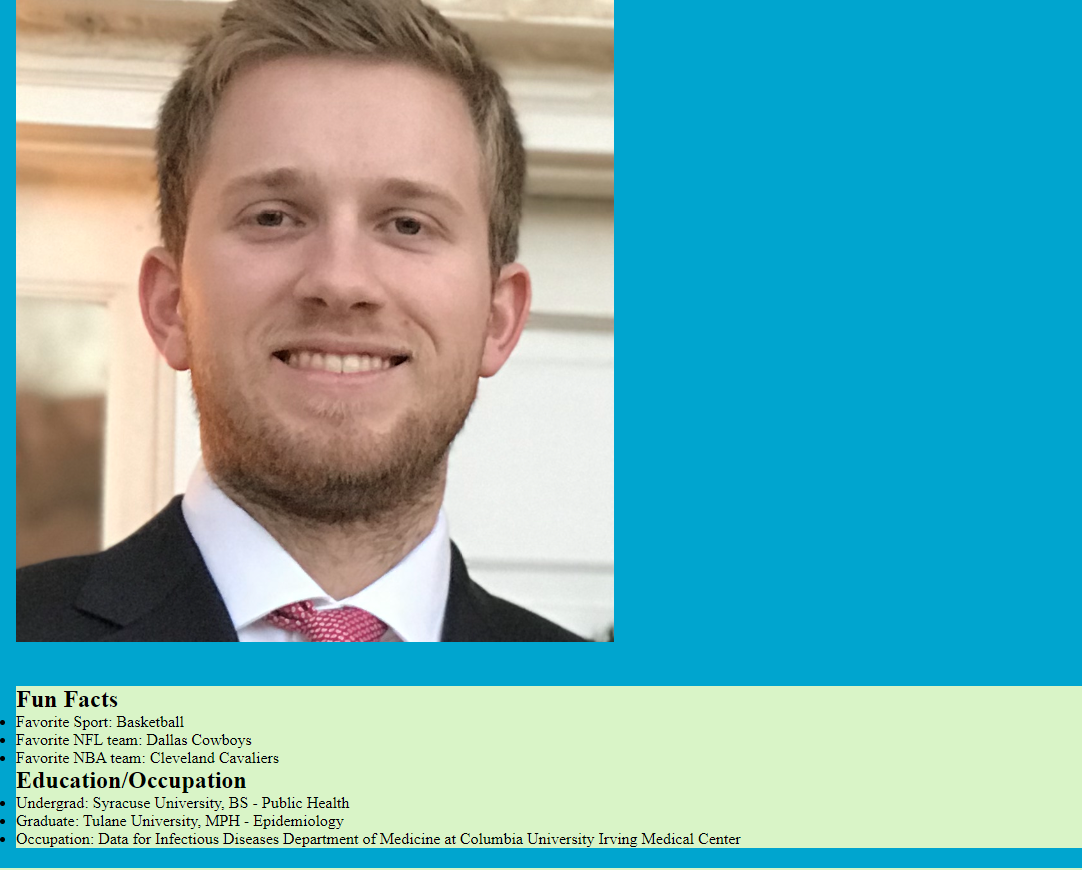 Fun Facts
Favorite Sport: Basketball
Favorite NFL team: Dallas Cowboys
Favorite NBA team: Cleveland Cavaliers
Education/Occupation
Undergrad: Syracuse University, BS - Public Health
Graduate: Tulane University, MPH - Epidemiology
Occupation: Data for Infectious Diseases Department of Medicine at Columbia University Irving Medical Center